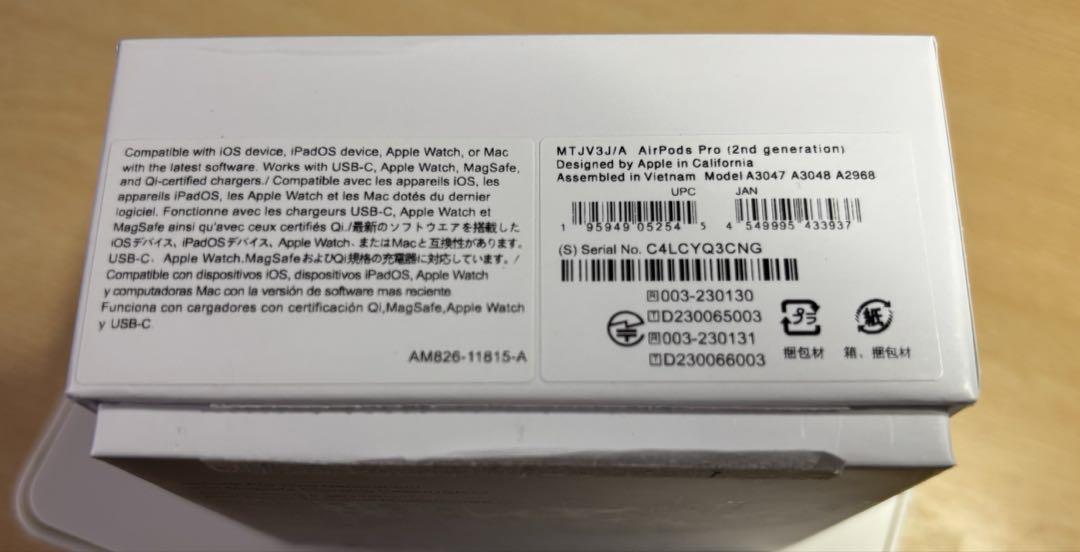 Compatible with iOS device, iPadOS device, Apple Watch, or Mac
with the latest software. Works with USB-C, Apple Watch, MagSafe,
and Qi-certified chargers./ Compatible avec les appareils iOS, les
appareils iPadOS, les Apple Watch et les Mac dotés du dernier
logiciel. Fonctionne avec les chargeurs USB-C, Apple Watch et
MagSafe ainsi qu'avec ceux certifiés Qi./最新のソフトウエアを搭載した
iOSデバイス、iPadOSデバイス、Apple Watch、またはMacと互換性があります。
USB-C、Apple Watch,MagSafeおよびQi規格の充電器に対応しています。/
Compatible con dispositivos iOS, dispositivos iPadOS, Apple Watch
y computadoras Mac con la versión de software mas reciente.
Funciona con cargadores con certificación Qi,MagSafe,Apple Watch
y USB-C
AM826-11815-A
MTJV3J/A AirPods Pro (2nd generation)
Designed by Apple in California
Assembled in Vietnam Model A3047 A3048 A2968
UPC JAN
1 95949 05254 5 4 549995 433937
(S) Serial No. C4LCYQ3CNG
R 003-230130
T D230065003
R 003-230131
T D230066003
プラ
捆包材
紙
箱、捆包材